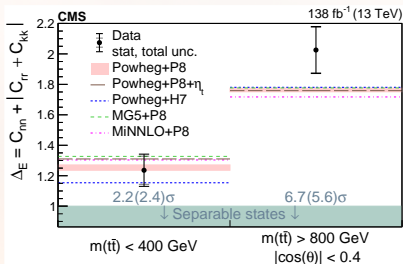 CMS 138 fb⁻¹ (13 TeV)
Δ_E = C_nn + |C_rr + C_kk|
2.2
2
1.8
1.6
1.4
1.2
1
Data
stat, total unc.
Powheg+P8
Powheg+P8+η_t
Powheg+H7
MG5+P8
MiNNLO+P8
2.2(2.4)σ 6.7(5.6)σ
↓ Separable states ↓
m(tt̄) < 400 GeV m(tt̄) > 800 GeV
|cos(θ)| < 0.4